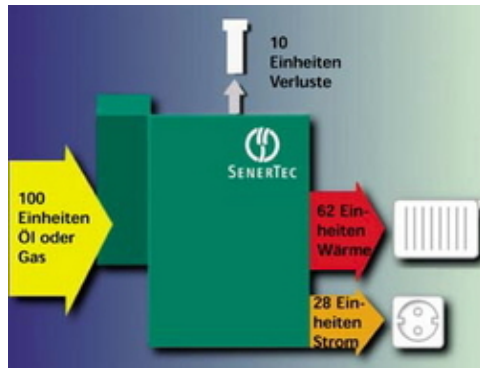 10
Einheiten
Verluste
SENERTEC
100
Einheiten
Öl oder
Gas
62 Ein-
heiten
Wärme
28 Ein-
heiten
Strom